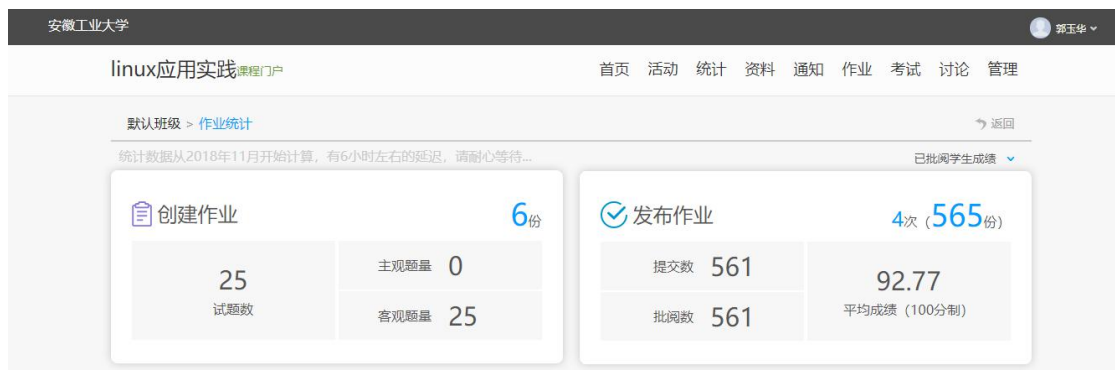 安徽工业大学
郭玉华
linux应用实践课程门户
首页 活动 统计 资料 通知 作业 考试 讨论 管理
默认班级 > 作业统计
返回
统计数据从2018年11月开始计算，有6小时左右的延迟，请耐心等待...
已批阅学生成绩
创建作业
6份
25
试题数
主观题量 0
客观题量 25
发布作业
4次（565份）
提交数 561
批阅数 561
92.77
平均成绩（100分制）